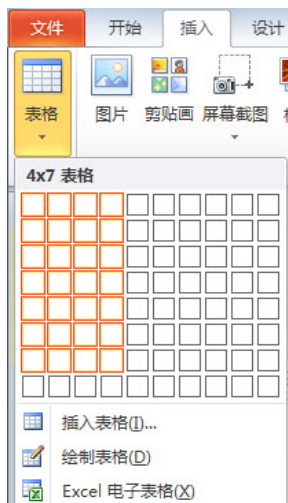 文件 开始 插入 设计
表格 图片 剪贴画 屏幕截图
4x7 表格
插入表格(I)...
绘制表格(D)
Excel 电子表格(X)